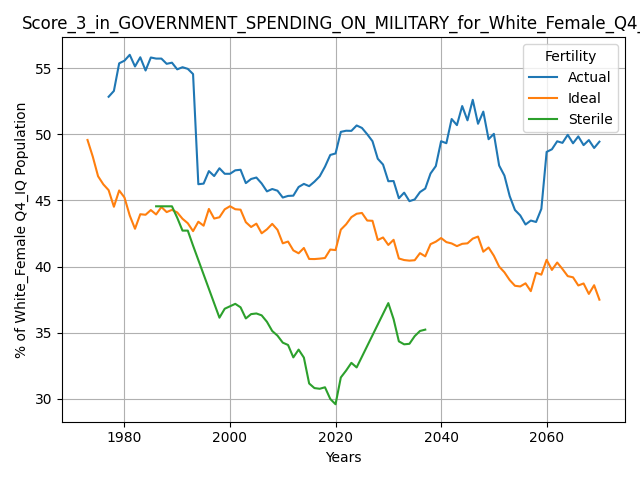 Score_3_in_GOVERNMENT_SPENDING_ON_MILITARY_for_White_Female_Q4_
Fertility
Actual
Ideal
Sterile
% of White_Female Q4_IQ Population
55
50
45
40
35
30
1980 2000 2020 2040 2060
Years